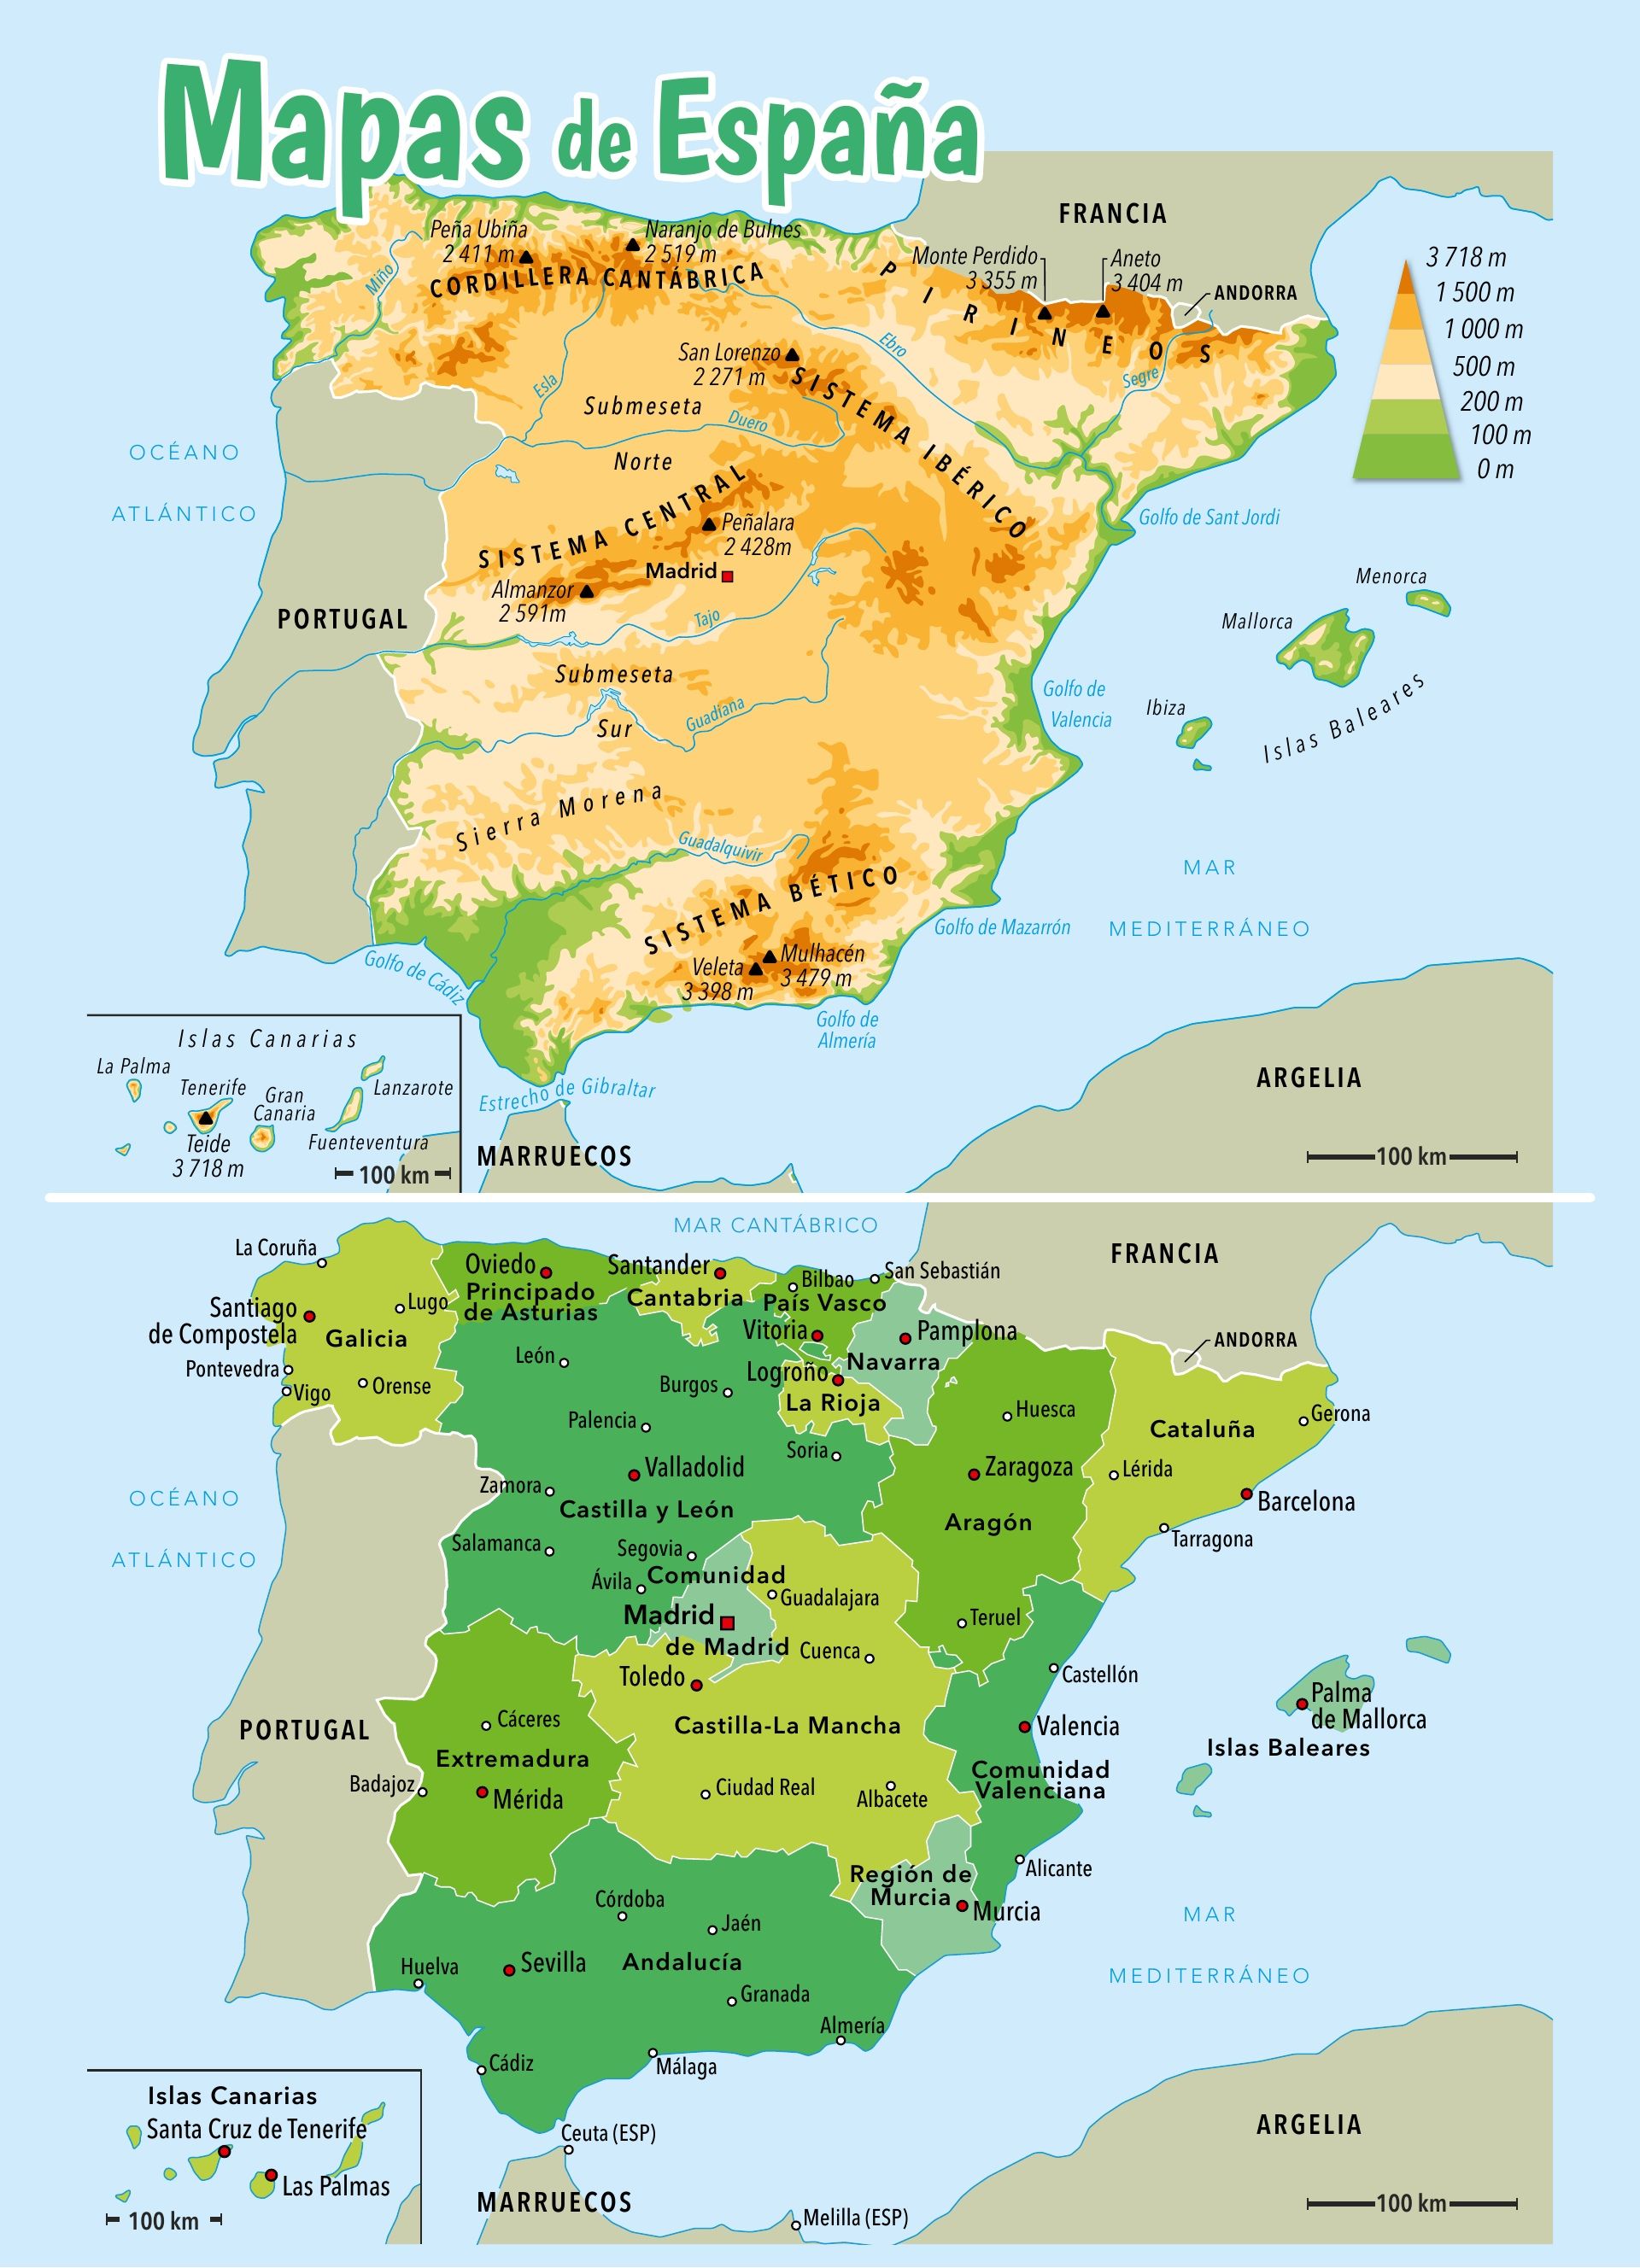 Mapas de España
FRANCIA
Peña Ubiña
2 411 m
Naranjo de Bulnes
2 519 m
CORDILLERA CANTÁBRICA
Miño
Monte Perdido
3 355 m
Aneto
3 404 m
ANDORRA
PIRINEOS
3 718 m
1 500 m
1 000 m
500 m
200 m
100 m
0 m
San Lorenzo
2 271 m
Ebro
Segre
Esla
Submeseta
Norte
Duero
SISTEMA IBÉRICO
OCÉANO
ATLÁNTICO
SISTEMA CENTRAL
Peñalara
2 428m
Madrid
Almanzor
2 591m
Golfo de Sant Jordi
Menorca
Mallorca
Ibiza
Islas Baleares
PORTUGAL
Tajo
Submeseta
Sur
Guadiana
Golfo de
Valencia
Sierra Morena
Guadalquivir
SISTEMA BÉTICO
MAR
MEDITERRÁNEO
Golfo de Mazarrón
Mulhacén
3 479 m
Veleta
3 398 m
Golfo de Cádiz
Golfo de
Almería
Estrecho de Gibraltar
Islas Canarias
La Palma
Tenerife
Gran
Canaria
Lanzarote
Fuenteventura
Teide
3 718 m
100 km
MARRUECOS
ARGELIA
100 km
MAR CANTÁBRICO
FRANCIA
La Coruña
Oviedo
Principado
de Asturias
Santander
Cantabria
Bilbao
San Sebastián
País Vasco
Vitoria
Pamplona
Navarra
ANDORRA
Santiago
de Compostela
Lugo
Galicia
Pontevedra
Vigo
Orense
León
Burgos
Logroño
La Rioja
Palencia
Soria
Huesca
Cataluña
Gerona
Valladolid
Zamora
Castilla y León
Zaragoza
Aragón
Lérida
Barcelona
Tarragona
OCÉANO
ATLÁNTICO
Salamanca
Segovia
Ávila
Comunidad
Madrid
de Madrid
Guadalajara
Cuenca
Teruel
Toledo
Castellón
Palma
de Mallorca
Islas Baleares
PORTUGAL
Cáceres
Extremadura
Badajoz
Mérida
Castilla-La Mancha
Ciudad Real
Albacete
Valencia
Comunidad
Valenciana
Alicante
Región de
Murcia
Murcia
MAR
MEDITERRÁNEO
Córdoba
Jaén
Huelva
Sevilla
Andalucía
Granada
Almería
Cádiz
Málaga
Ceuta (ESP)
Islas Canarias
Santa Cruz de Tenerife
Las Palmas
100 km
MARRUECOS
Melilla (ESP)
ARGELIA
100 km